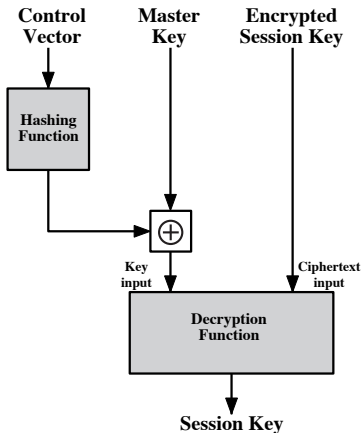 Control
Vector
Master
Key
Encrypted
Session Key
Hashing
Function
Key
input
Ciphertext
input
Decryption
Function
Session Key